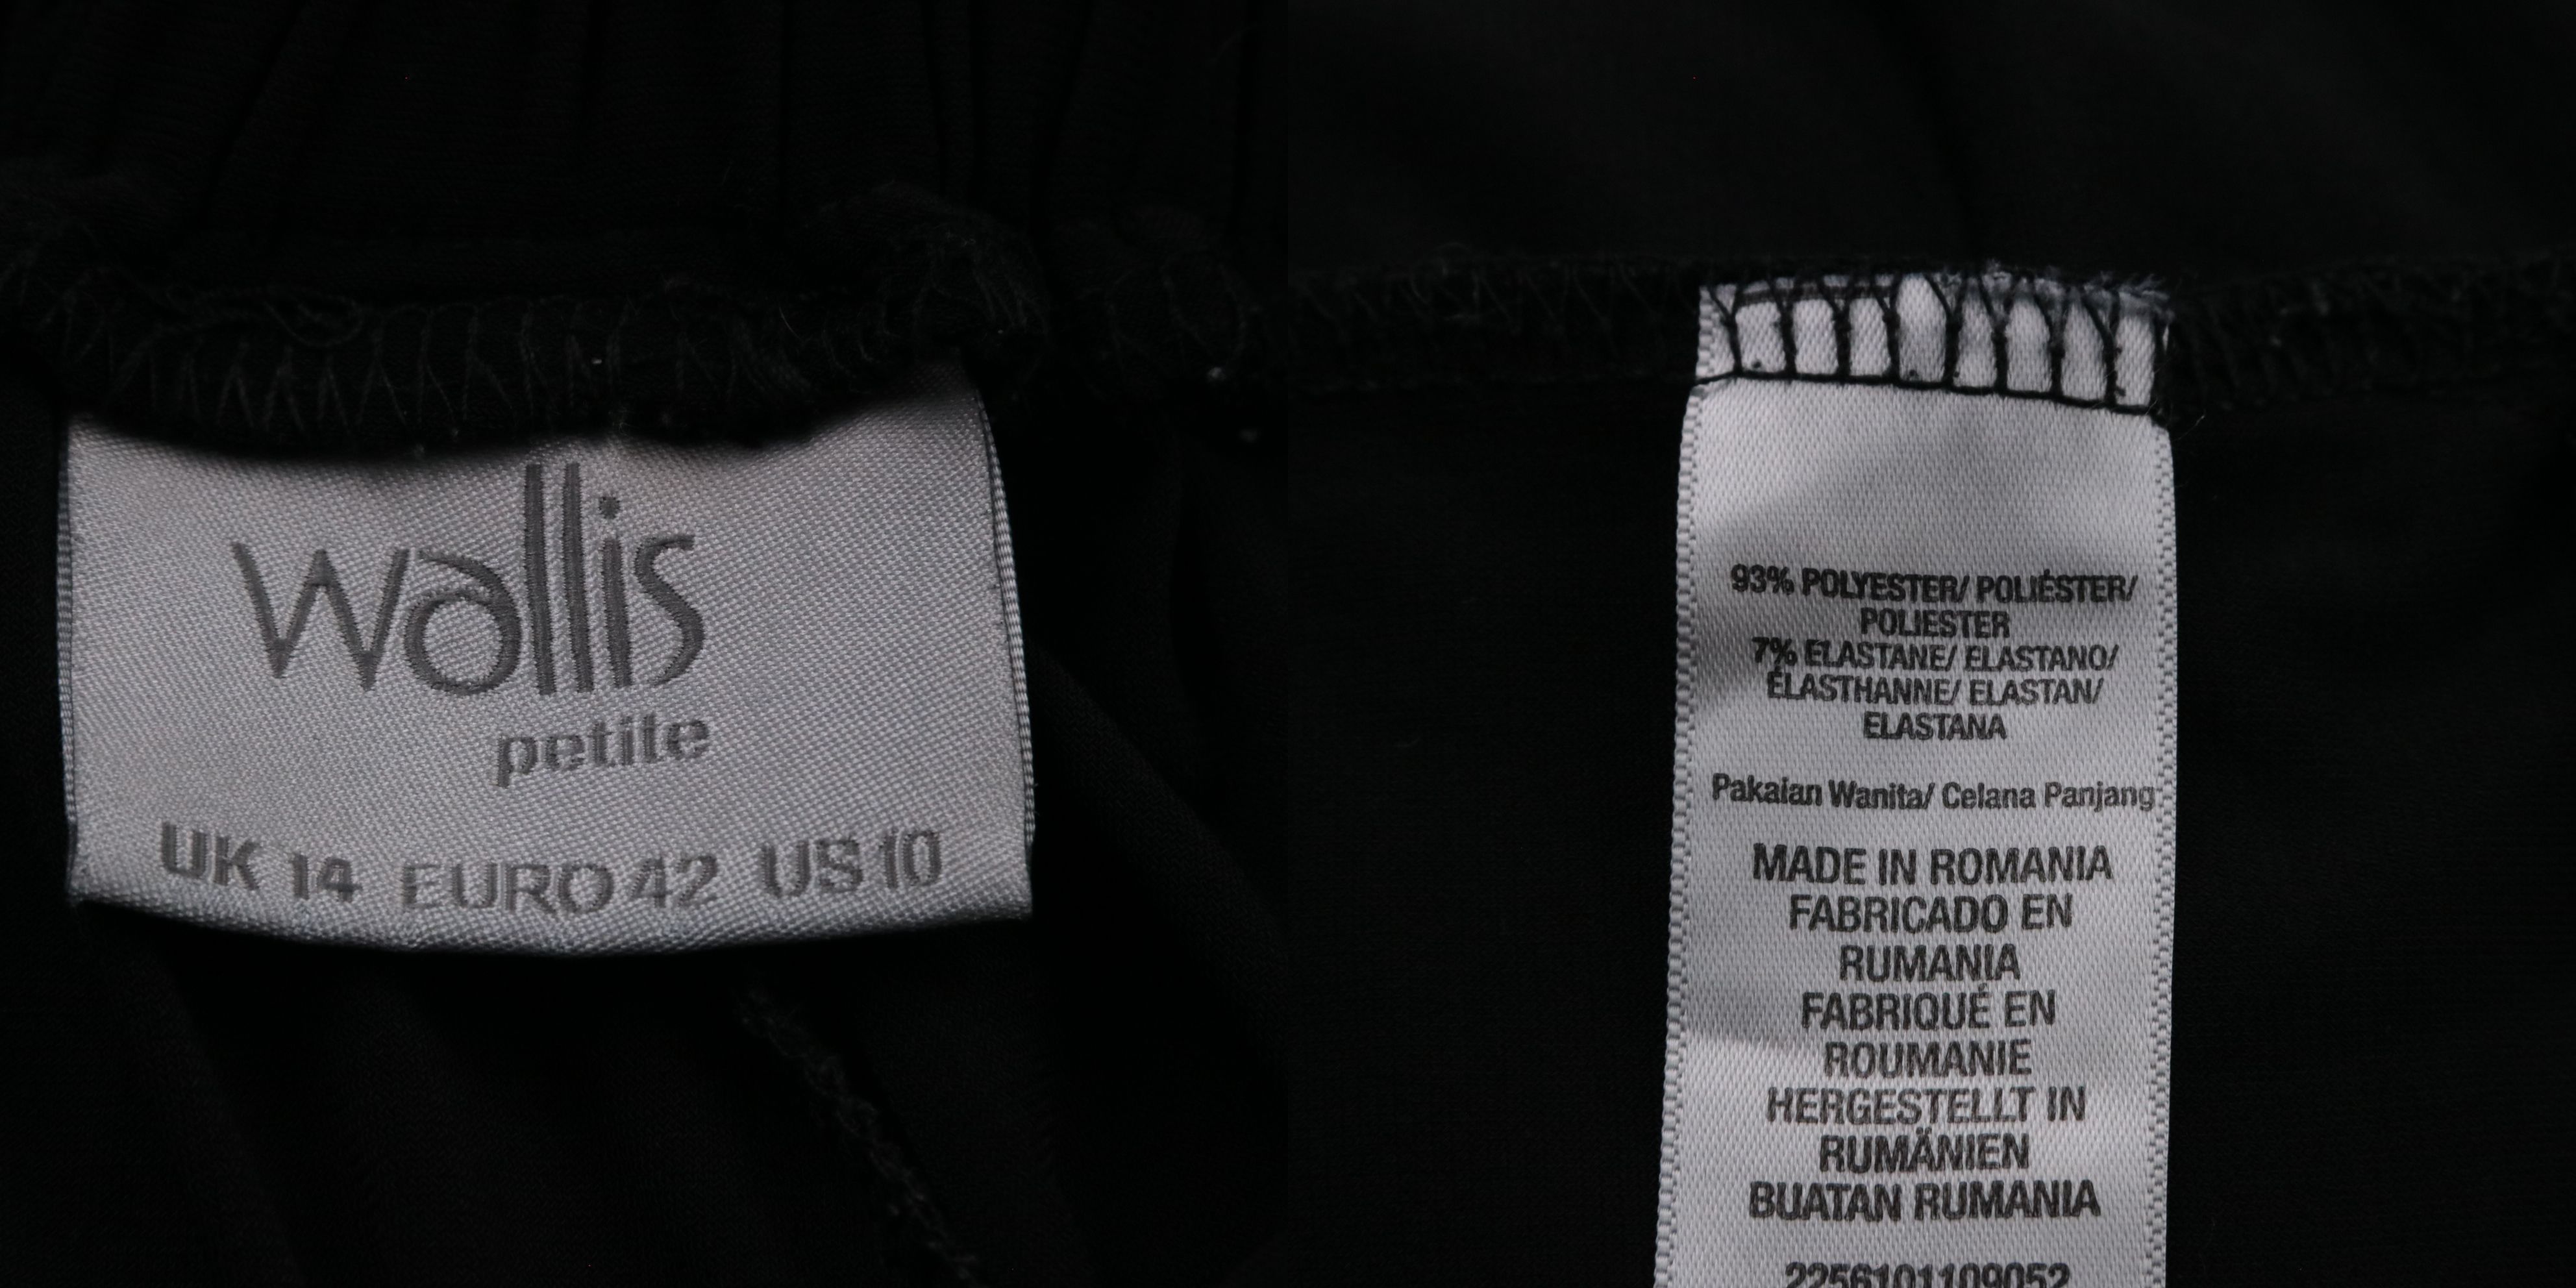 wallis
petite
UK 14 EURO 42 US 10
93% POLYESTER/ POLIÉSTER/
POLIESTER
7% ELASTANE/ ELASTANO/
ÉLASTHANNE/ ELASTAN/
ELASTANA
Pakaian Wanita/ Celana Panjang
MADE IN ROMANIA
FABRICADO EN
RUMANIA
FABRIQUÉ EN
ROUMANIE
HERGESTELLT IN
RUMÄNIEN
BUATAN RUMANIA
2256101109052